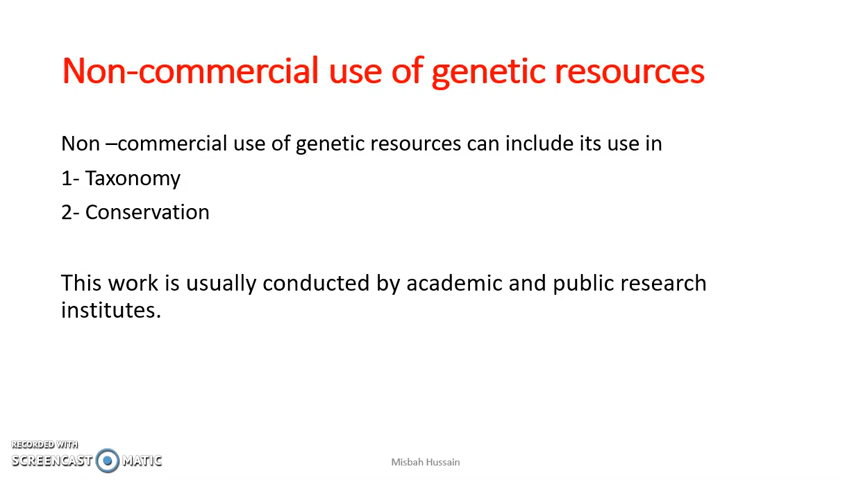 Non-commercial use of genetic resources
Non –commercial use of genetic resources can include its use in
1- Taxonomy
2- Conservation
This work is usually conducted by academic and public research
institutes.
RECORDED WITH
SCREENCAST MATIC
Misbah Hussain